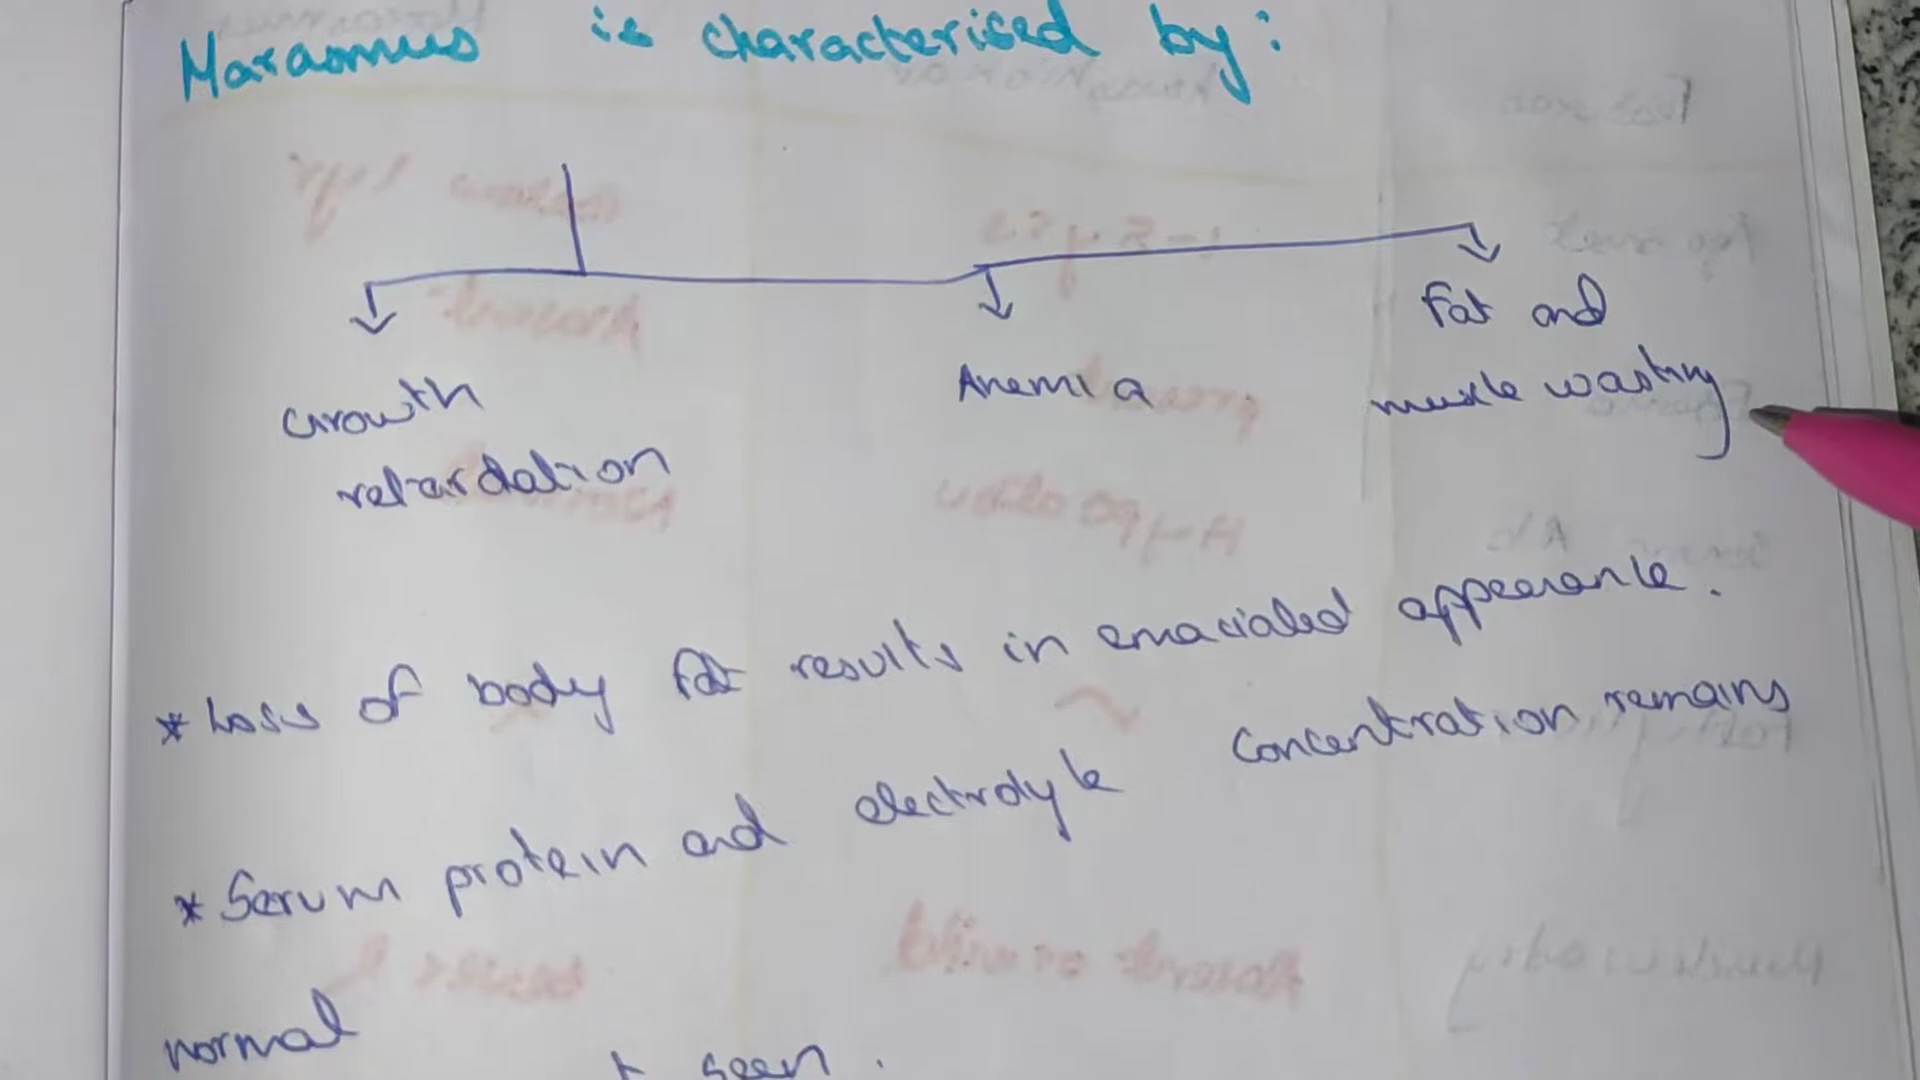 Marasmus is characterised by:
Growth
retardation
Anemia
Fat and
muscle wasting
* Loss of body fat results in emaciated appearance.
* Serum protein and electrolyte concentration remains
normal
seen.